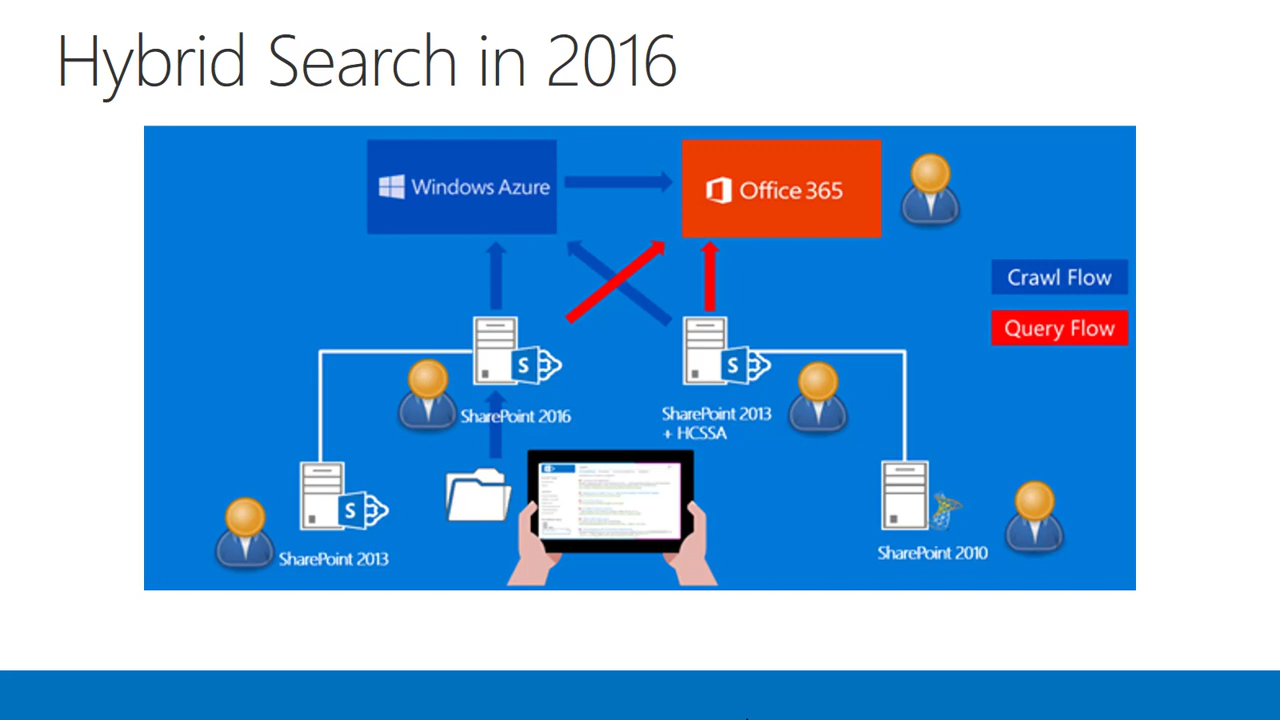 Hybrid Search in 2016
Windows Azure
Office 365
Crawl Flow
Query Flow
S
SharePoint 2016
S
SharePoint 2013
+ HCSSA
S
SharePoint 2013
SharePoint 2010